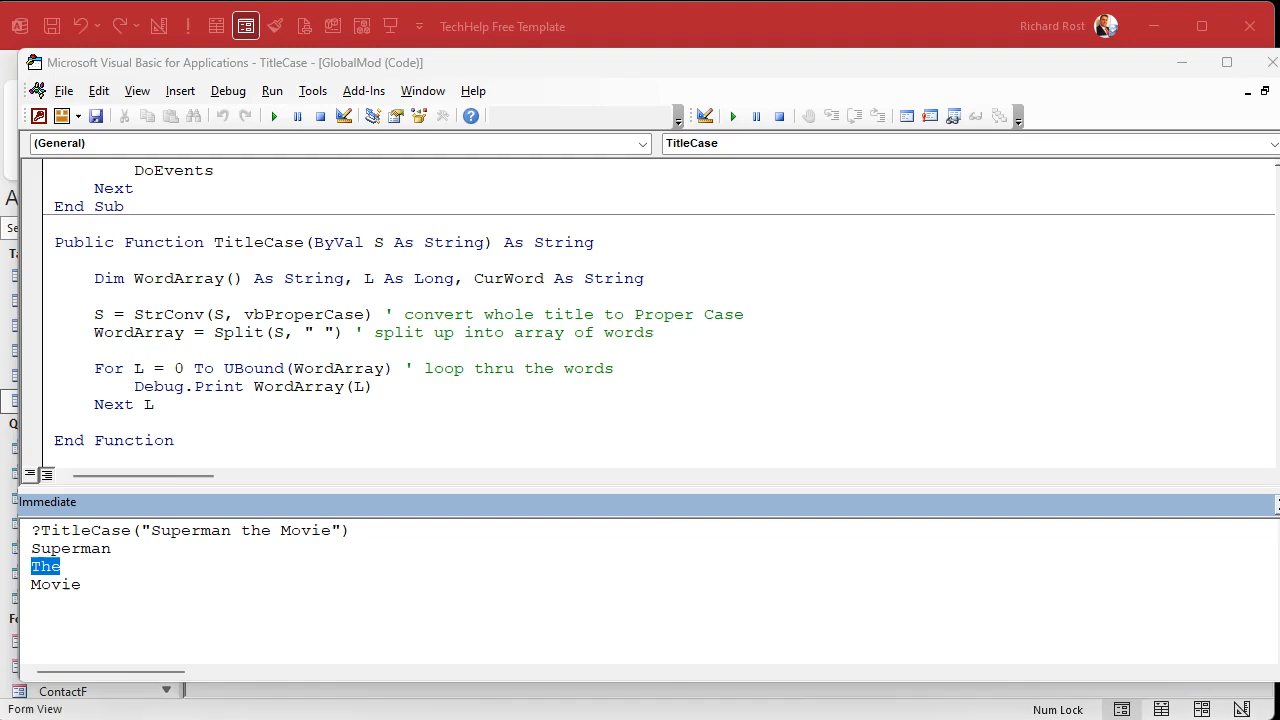 TechHelp Free Template
Richard Rost
Microsoft Visual Basic for Applications - TitleCase - [GlobalMod (Code)]
File Edit View Insert Format Debug Run Tools Add-Ins Window Help
(General)
TitleCase
DoEvents
Next
End Sub
Public Function TitleCase(ByVal S As String) As String
Dim WordArray() As String, L As Long, CurWord As String
S = StrConv(S, vbProperCase) ' convert whole title to Proper Case
WordArray = Split(S, " ") ' split up into array of words
For L = 0 To UBound(WordArray) ' loop thru the words
Debug.Print WordArray(L)
Next L
End Function
Immediate
?TitleCase("Superman the Movie")
Superman
The
Movie
ContactF
Form View
Num Lock